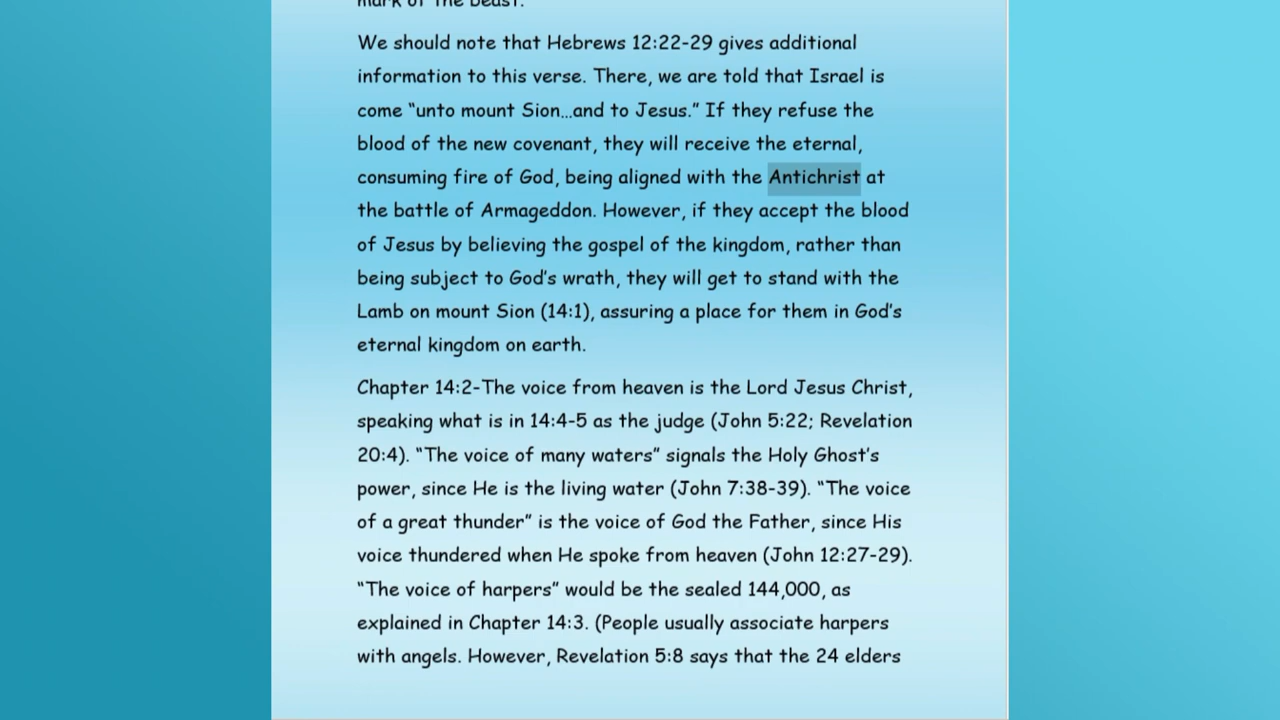 mark of the beast.
We should note that Hebrews 12:22-29 gives additional
information to this verse. There, we are told that Israel is
come “unto mount Sion…and to Jesus.” If they refuse the
blood of the new covenant, they will receive the eternal,
consuming fire of God, being aligned with the Antichrist at
the battle of Armageddon. However, if they accept the blood
of Jesus by believing the gospel of the kingdom, rather than
being subject to God’s wrath, they will get to stand with the
Lamb on mount Sion (14:1), assuring a place for them in God’s
eternal kingdom on earth.
Chapter 14:2-The voice from heaven is the Lord Jesus Christ,
speaking what is in 14:4-5 as the judge (John 5:22; Revelation
20:4). “The voice of many waters” signals the Holy Ghost’s
power, since He is the living water (John 7:38-39). “The voice
of a great thunder” is the voice of God the Father, since His
voice thundered when He spoke from heaven (John 12:27-29).
“The voice of harpers” would be the sealed 144,000, as
explained in Chapter 14:3. (People usually associate harpers
with angels. However, Revelation 5:8 says that the 24 elders